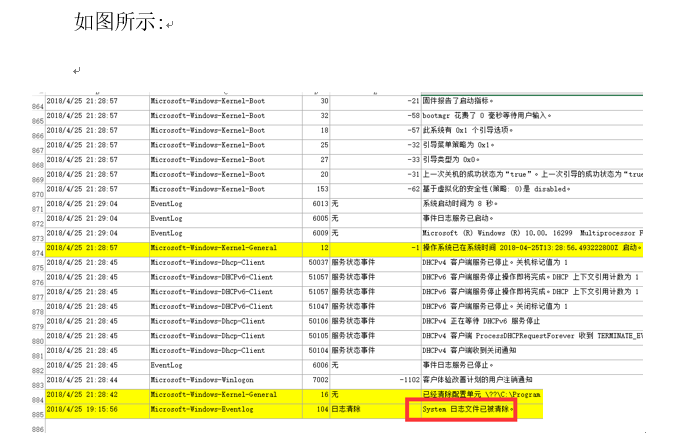 如图所示:
864 2018/4/25 21:28:57 Microsoft-Windows-Kernel-Boot 30 -21 固件报告了启动指标。
865 2018/4/25 21:28:57 Microsoft-Windows-Kernel-Boot 32 -58 bootmgr 花费了 0 毫秒等待用户输入。
866 2018/4/25 21:28:57 Microsoft-Windows-Kernel-Boot 18 -57 此系统有 0x1 个引导选项。
867 2018/4/25 21:28:57 Microsoft-Windows-Kernel-Boot 25 -32 引导菜单策略为 0x1。
868 2018/4/25 21:28:57 Microsoft-Windows-Kernel-Boot 27 -33 引导类型为 0x0。
869 2018/4/25 21:28:57 Microsoft-Windows-Kernel-Boot 20 -31 上一次关机的成功状态为“true”。上一次引导的成功状态为“true
870 2018/4/25 21:28:57 Microsoft-Windows-Kernel-Boot 153 -62 基于虚拟化的安全性(策略: 0)是 disabled。
871 2018/4/25 21:29:04 EventLog 6013 无 系统启动时间为 8 秒。
872 2018/4/25 21:29:04 EventLog 6005 无 事件日志服务已启动。
873 2018/4/25 21:29:04 EventLog 6009 无 Microsoft (R) Windows (R) 10.00. 16299 Multiprocessor F
874 2018/4/25 21:28:57 Microsoft-Windows-Kernel-General 12 -1 操作系统已在系统时间 2018-04-25T13:28:56.493222800Z 启动。
875 2018/4/25 21:28:45 Microsoft-Windows-Dhcp-Client 50037 服务状态事件 DHCPv4 客户端服务已停止。关机标记值为 1
876 2018/4/25 21:28:45 Microsoft-Windows-DHCPv6-Client 51057 服务状态事件 DHCPv6 客户端服务停止操作即将完成。DHCP 上下文引用计数为 1
877 2018/4/25 21:28:45 Microsoft-Windows-DHCPv6-Client 51057 服务状态事件 DHCPv6 客户端服务停止操作即将完成。DHCP 上下文引用计数为 1
878 2018/4/25 21:28:45 Microsoft-Windows-DHCPv6-Client 51047 服务状态事件 DHCPv6 客户端服务已停止。关闭标记值为 1
879 2018/4/25 21:28:45 Microsoft-Windows-Dhcp-Client 50106 服务状态事件 DHCPv4 正在等待 DHCPv6 服务停止
880 2018/4/25 21:28:45 Microsoft-Windows-Dhcp-Client 50105 服务状态事件 DHCPv4 客户端 ProcessDHCPRequestForever 收到 TERMINATE_EV
881 2018/4/25 21:28:45 Microsoft-Windows-Dhcp-Client 50104 服务状态事件 DHCPv4 客户端收到关闭通知
882 2018/4/25 21:28:45 EventLog 6006 无 事件日志服务已停止。
883 2018/4/25 21:28:44 Microsoft-Windows-Winlogon 7002 -1102 客户体验改善计划的用户注销通知
884 2018/4/25 21:28:42 Microsoft-Windows-Kernel-General 16 无 已经清除配置单元 \??\C:\Program
885 2018/4/25 19:15:56 Microsoft-Windows-Eventlog 104 日志清除 System 日志文件已被清除。
886